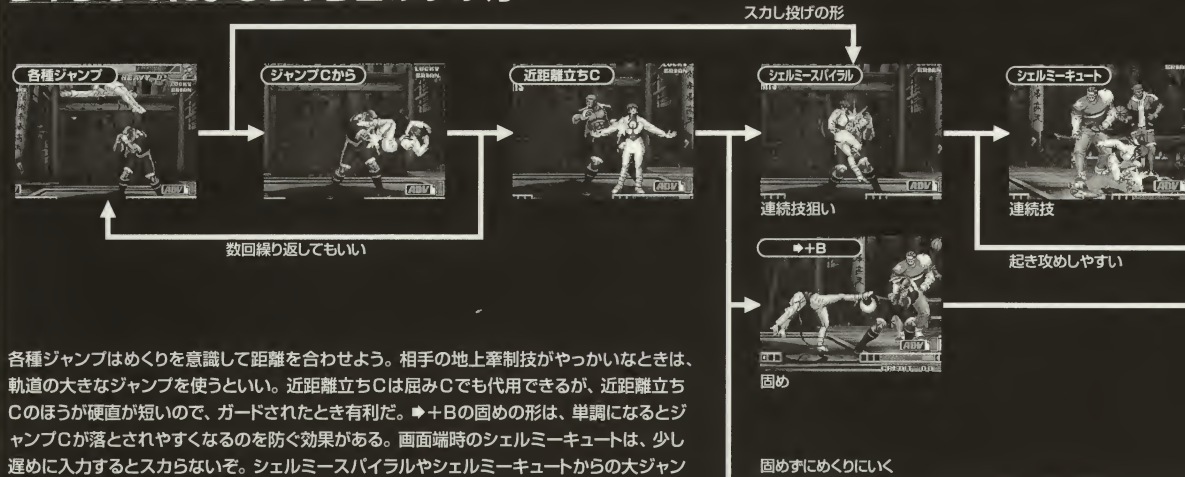 スカし投げの形
各種ジャンプ
ジャンプCから
近距離立ちC
シェルミースパイラル
シェルミーキュート
連続技狙い
連続技
数回繰り返してもいい
➡+B
起き攻めしやすい
固め
各種ジャンプはめくりを意識して距離を合わせよう。相手の地上牽制技がやっかいなときは、
軌道の大きなジャンプを使うといい。近距離立ちCは屈みCでも代用できるが、近距離立ち
Cのほうが硬直が短いので、ガードされたとき有利だ。➡+Bの固めの形は、単調になるとジ
ャンプCが落とされやすくなるのを防ぐ効果がある。画面端時のシェルミーキュートは、少し
遅めに入力するとスカらないぞ。シェルミースパイラルやシェルミーキュートからの大ジャン
固めずにめくりにいく